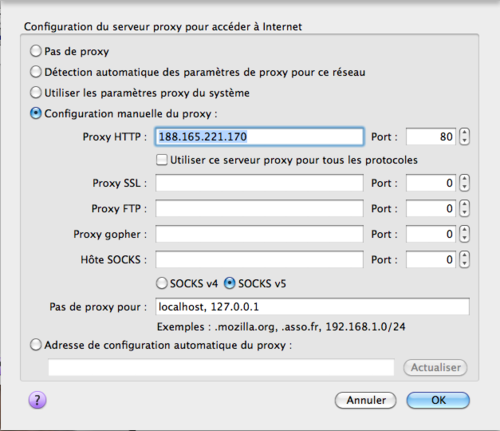 Configuration du serveur proxy pour accéder à Internet
Pas de proxy
Détection automatique des paramètres de proxy pour ce réseau
Utiliser les paramètres proxy du système
Configuration manuelle du proxy :
Proxy HTTP : 188.165.221.170 Port : 80
Utiliser ce serveur proxy pour tous les protocoles
Proxy SSL : Port : 0
Proxy FTP : Port : 0
Proxy gopher : Port : 0
Hôte SOCKS : Port : 0
SOCKS v4 SOCKS v5
Pas de proxy pour : localhost, 127.0.0.1
Exemples : .mozilla.org, .asso.fr, 192.168.1.0/24
Adresse de configuration automatique du proxy :
Actualiser
? Annuler OK